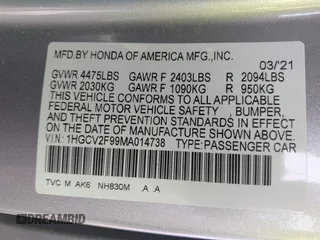 MFD.BY HONDA OF AMERICA MFG.,INC.
03/'21
GVWR 4475LBS GAWR F 2403LBS R 2094LBS
GVWR 2030KG GAWR F 1090KG R 950KG
THIS VEHICLE CONFORMS TO ALL APPLICABLE
FEDERAL MOTOR VEHICLE SAFETY, BUMPER,
AND THEFT PREVENTION STANDARDS IN EFFECT
ON THE DATE OF MANUFACTURE SHOWN ABOVE.
V.I.N:1HGCV2F99MA014738 TYPE:PASSENGER CAR
TVC M AK6 NH830M .A .A
DREAMBID